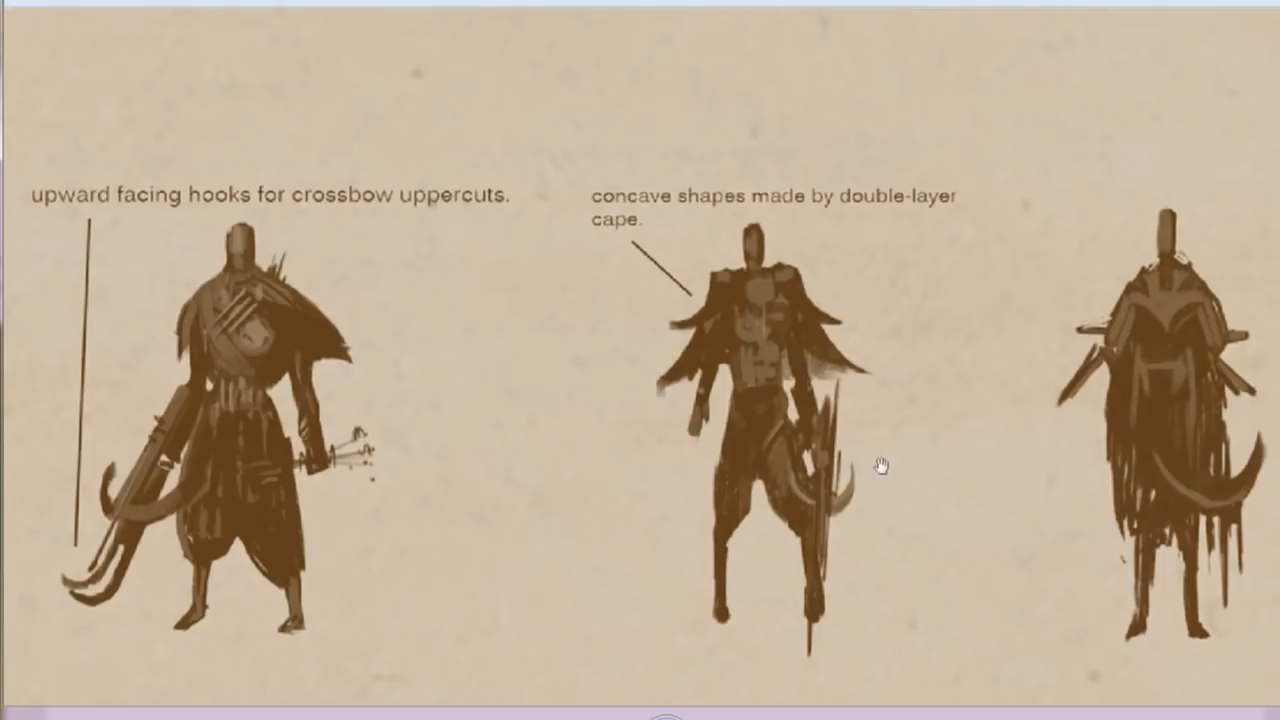 upward facing hooks for crossbow uppercuts.
concave shapes made by double-layer
cape.